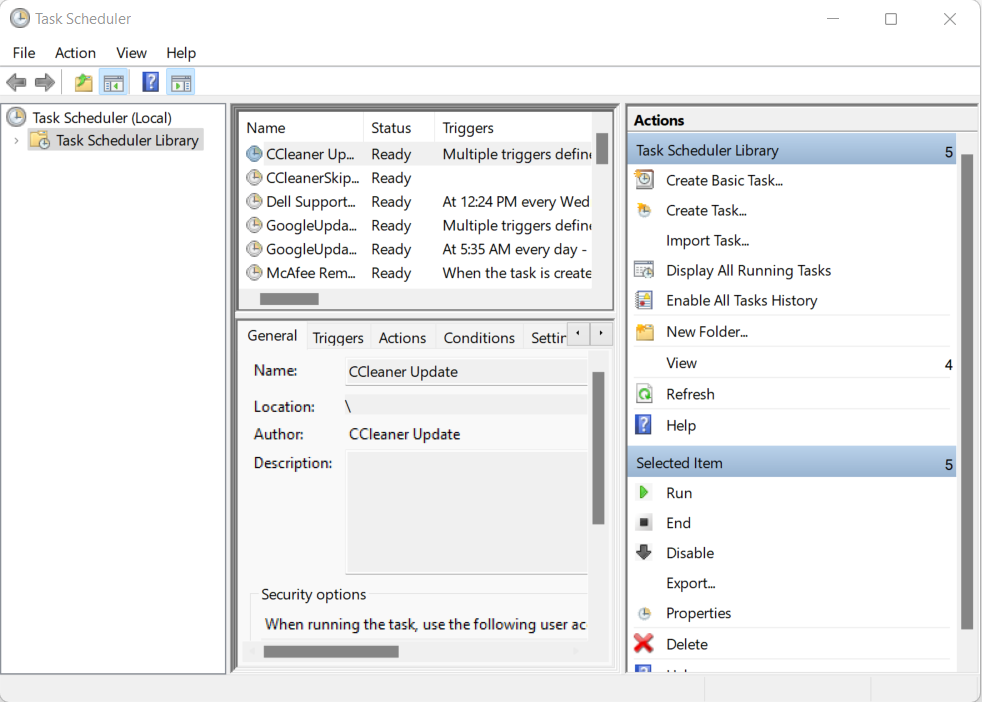 Task Scheduler
File Action View Help
Task Scheduler (Local)
Task Scheduler Library
Name Status Triggers
CCleaner Up... Ready Multiple triggers define
CCleanerSkip... Ready
Dell Support... Ready At 12:24 PM every Wed
GoogleUpda... Ready Multiple triggers define
GoogleUpda... Ready At 5:35 AM every day -
McAfee Rem... Ready When the task is create
General Triggers Actions Conditions Settin
Name: CCleaner Update
Location: \
Author: CCleaner Update
Description:
Security options
When running the task, use the following user ac
Actions
Task Scheduler Library 5
Create Basic Task...
Create Task...
Import Task...
Display All Running Tasks
Enable All Tasks History
New Folder...
View 4
Refresh
Help
Selected Item 5
Run
End
Disable
Export...
Properties
Delete